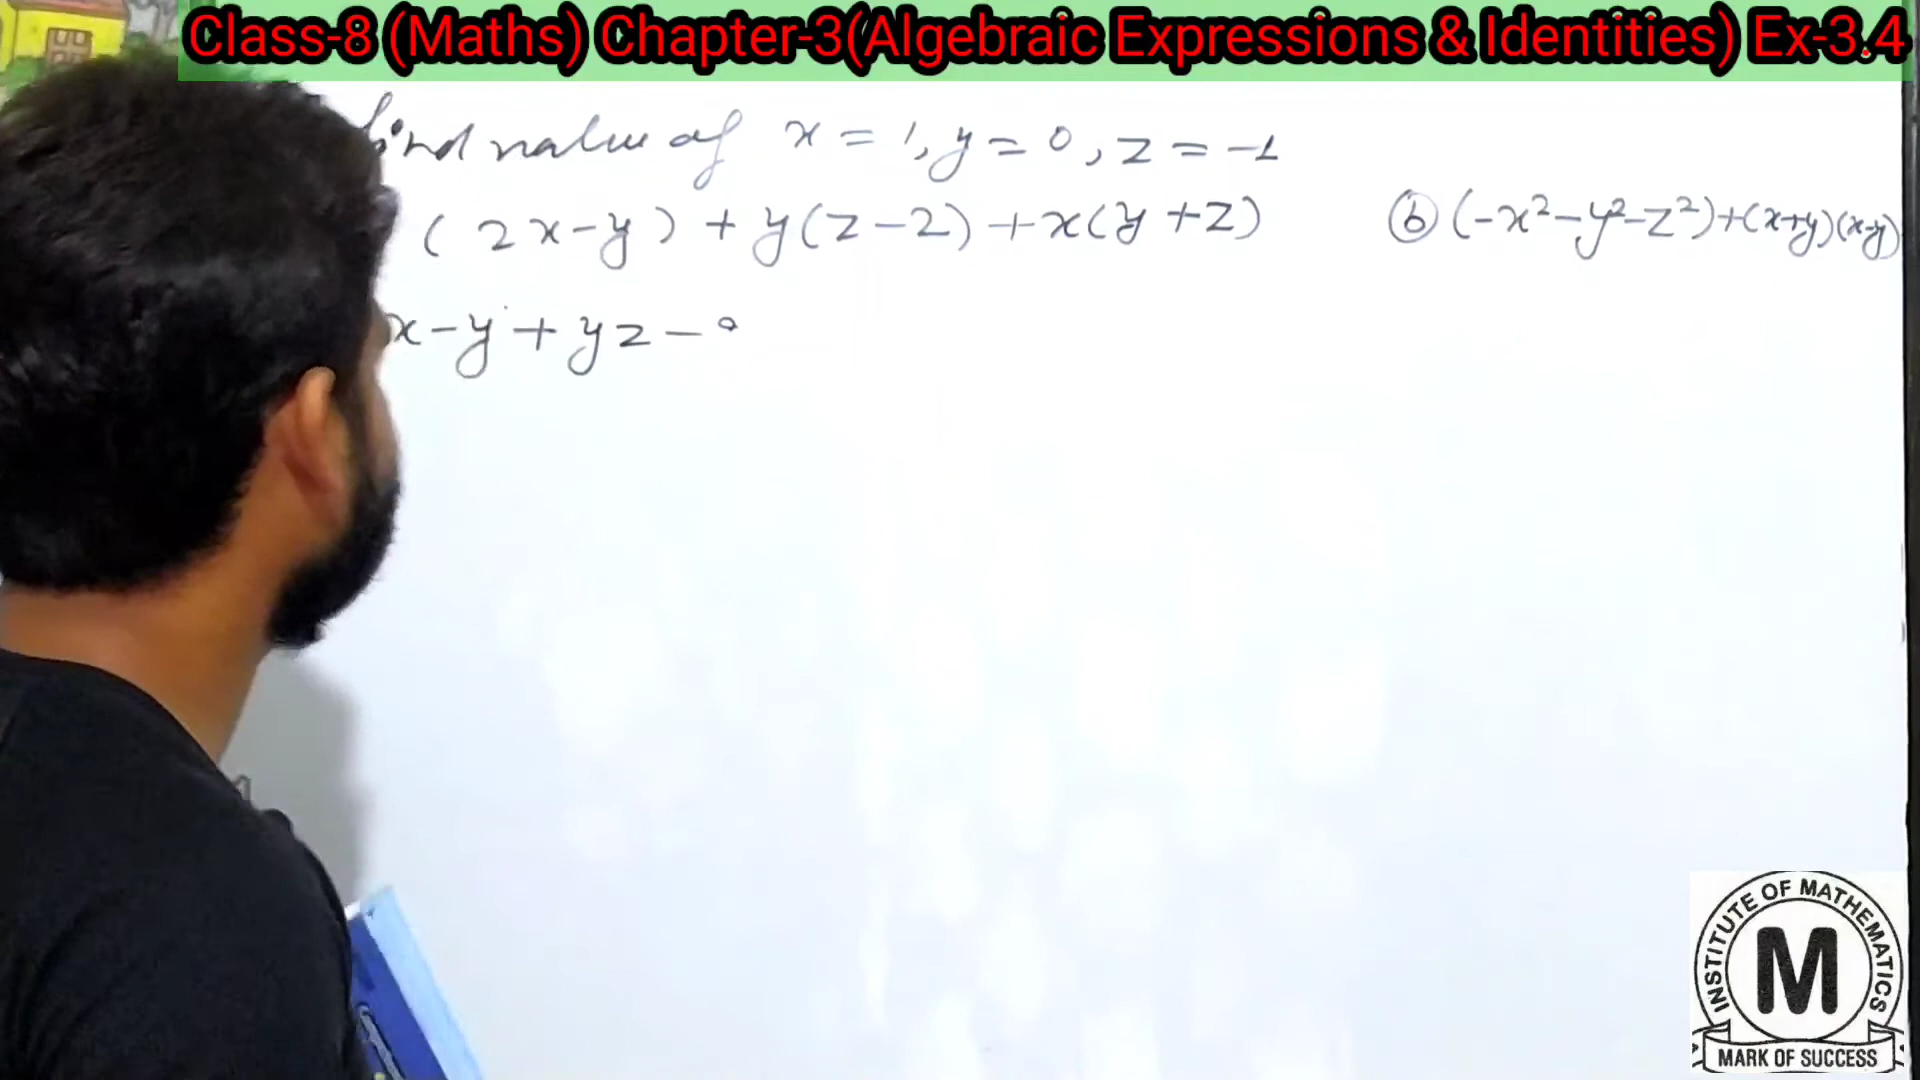 Class-8 (Maths) Chapter-3(Algebraic Expressions & Identities) Ex-3.4
find value of x = 1, y = 0, z = -1
( 2x-y) + y(z-2) + x(y +z)
ⓑ (-x²-y²-z²)+(x+y)(x-y)
x-y + yz -
INSTITUTE OF MATHEMATICS
M
MARK OF SUCCESS